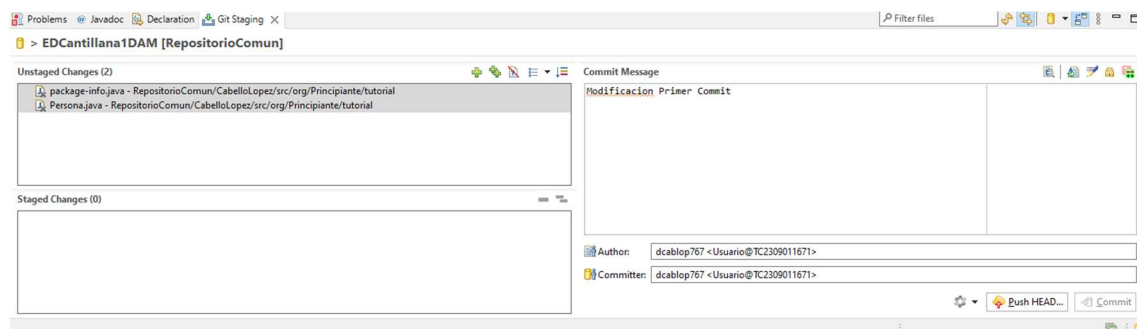 Problems @ Javadoc Declaration Git Staging
Filter files
> EDCantillana1DAM [RepositorioComun]
Unstaged Changes (2)
package-info.java - RepositorioComun/CabelloLopez/src/org/Principiante/tutorial
Persona.java - RepositorioComun/CabelloLopez/src/org/Principiante/tutorial
Staged Changes (0)
Commit Message
Modificacion Primer Commit
Author: dcablop767 <Usuario@TC2309011671>
Committer: dcablop767 <Usuario@TC2309011671>
Push HEAD... Commit